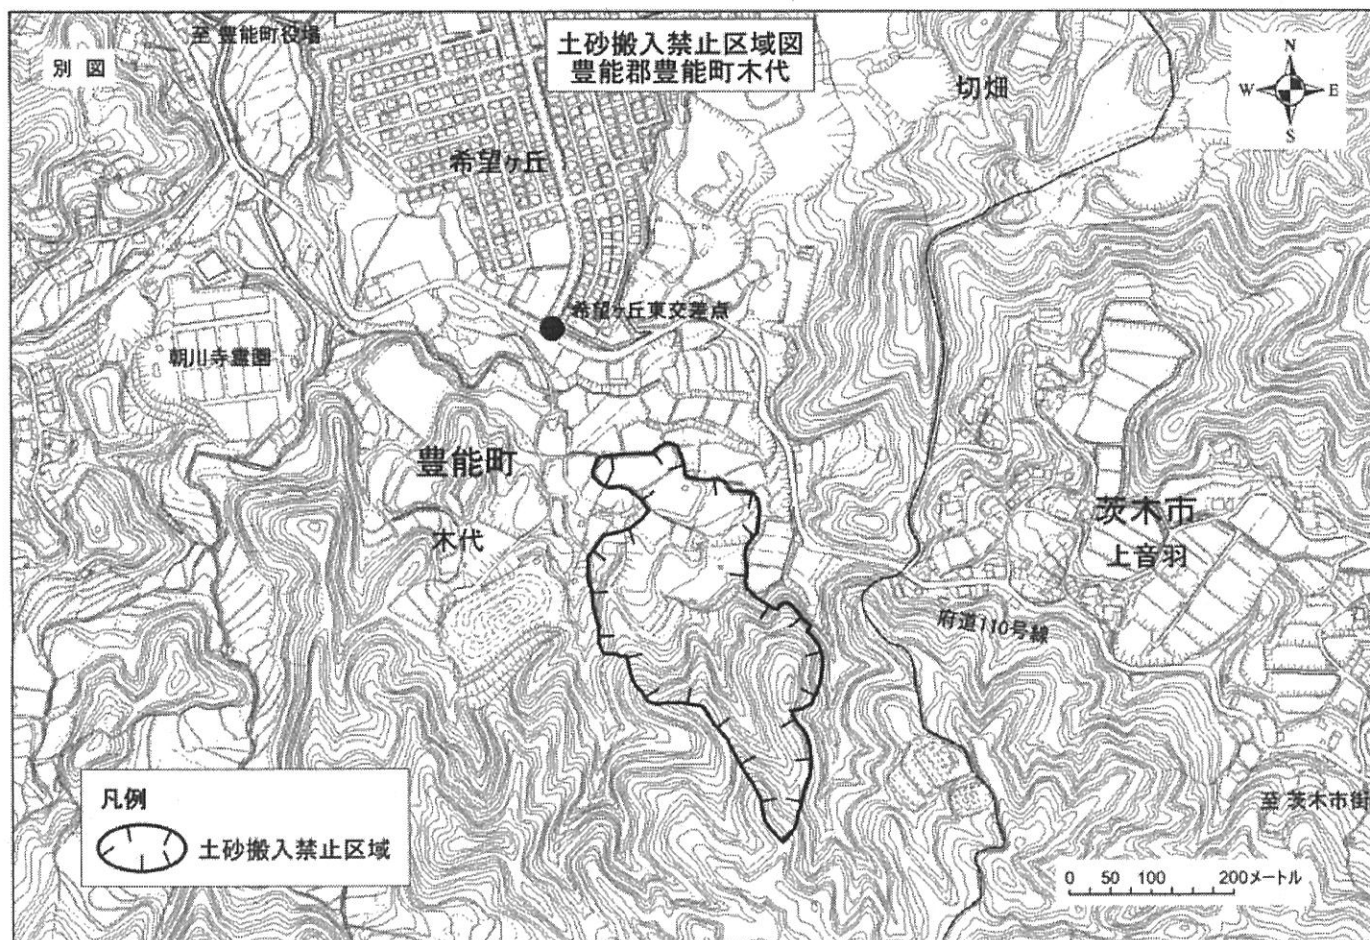 至 豊能町役場
別 図
土砂搬入禁止区域図
豊能郡豊能町木代
N
W
E
S
切畑
希望ヶ丘
希望ヶ丘東交差点
朝川寺霊園
豊能町
木代
茨木市
上音羽
府道110号線
至 茨木市街
凡例
土砂搬入禁止区域
0 50 100 200メートル